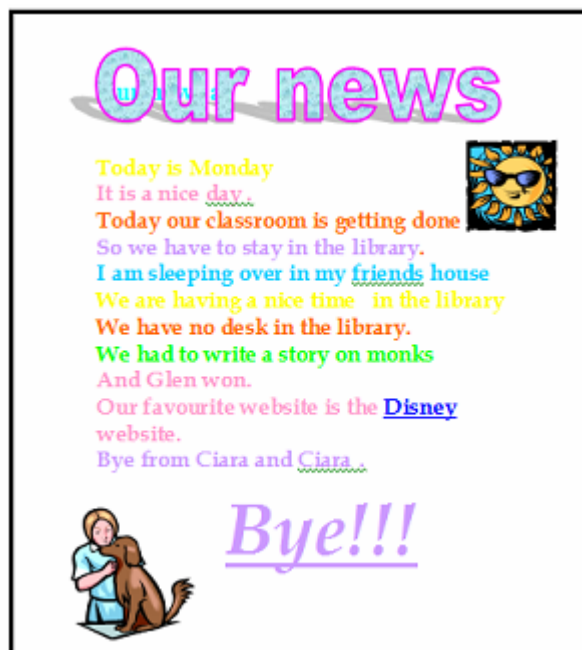 Our news
Today is Monday
It is a nice day .
Today our classroom is getting done
So we have to stay in the library.
I am sleeping over in my friends house
We are having a nice time  in the library
We have no desk in the library.
We had to write a story on monks
And Glen won.
Our favourite website is the Disney
website.
Bye from Ciara and Ciara .
Bye!!!